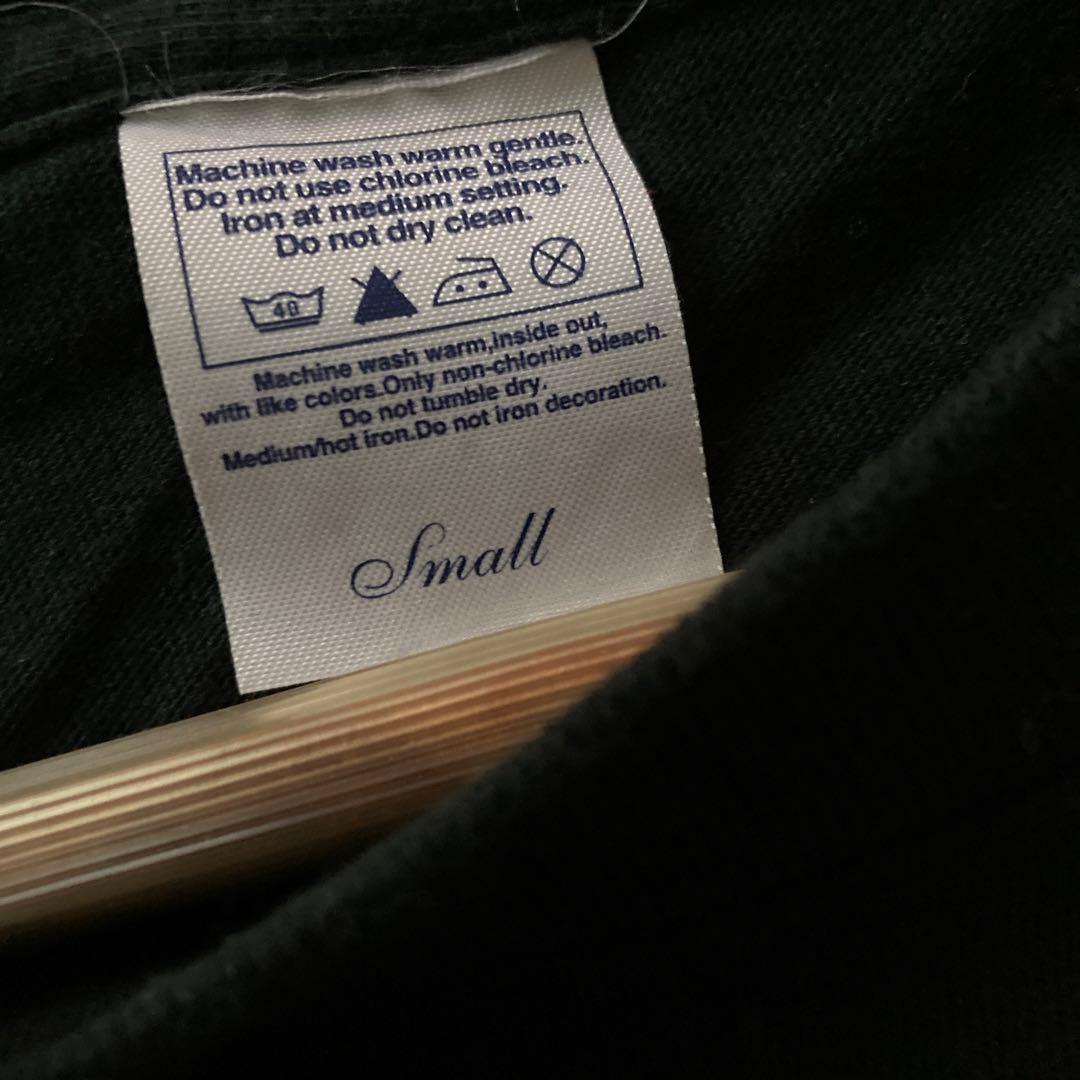 Machine wash warm gentle.
Do not use chlorine bleach.
Iron at medium setting.
Do not dry clean.
40
Machine wash warm,inside out,
with like colors.Only non-chlorine bleach.
Do not tumble dry.
Medium/hot iron.Do not iron decoration.
Small